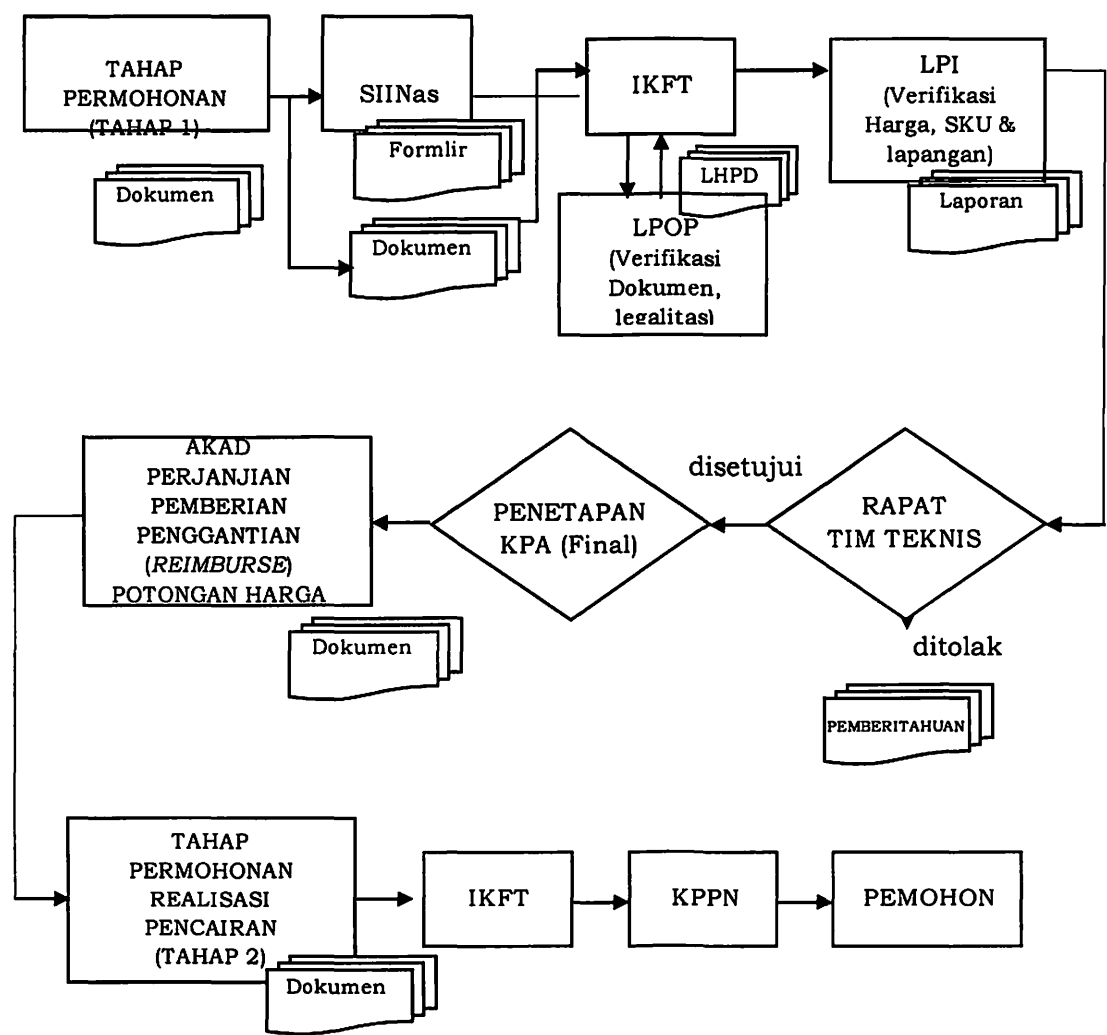 TAHAP
PERMOHONAN
(TAHAP 1)
Dokumen
SIINas
Formlir
Dokumen
IKFT
LHPD
LPOP
(Verifikasi
Dokumen,
legalitas)
LPI
(Verifikasi
Harga, SKU &
lapangan)
Laporan
RAPAT
TIM TEKNIS
disetujui
ditolak
PEMBERITAHUAN
PENETAPAN
KPA (Final)
AKAD
PERJANJIAN
PEMBERIAN
PENGGANTIAN
(REIMBURSE)
POTONGAN HARGA
Dokumen
TAHAP
PERMOHONAN
REALISASI
PENCAIRAN
(TAHAP 2)
Dokumen
IKFT
KPPN
PEMOHON